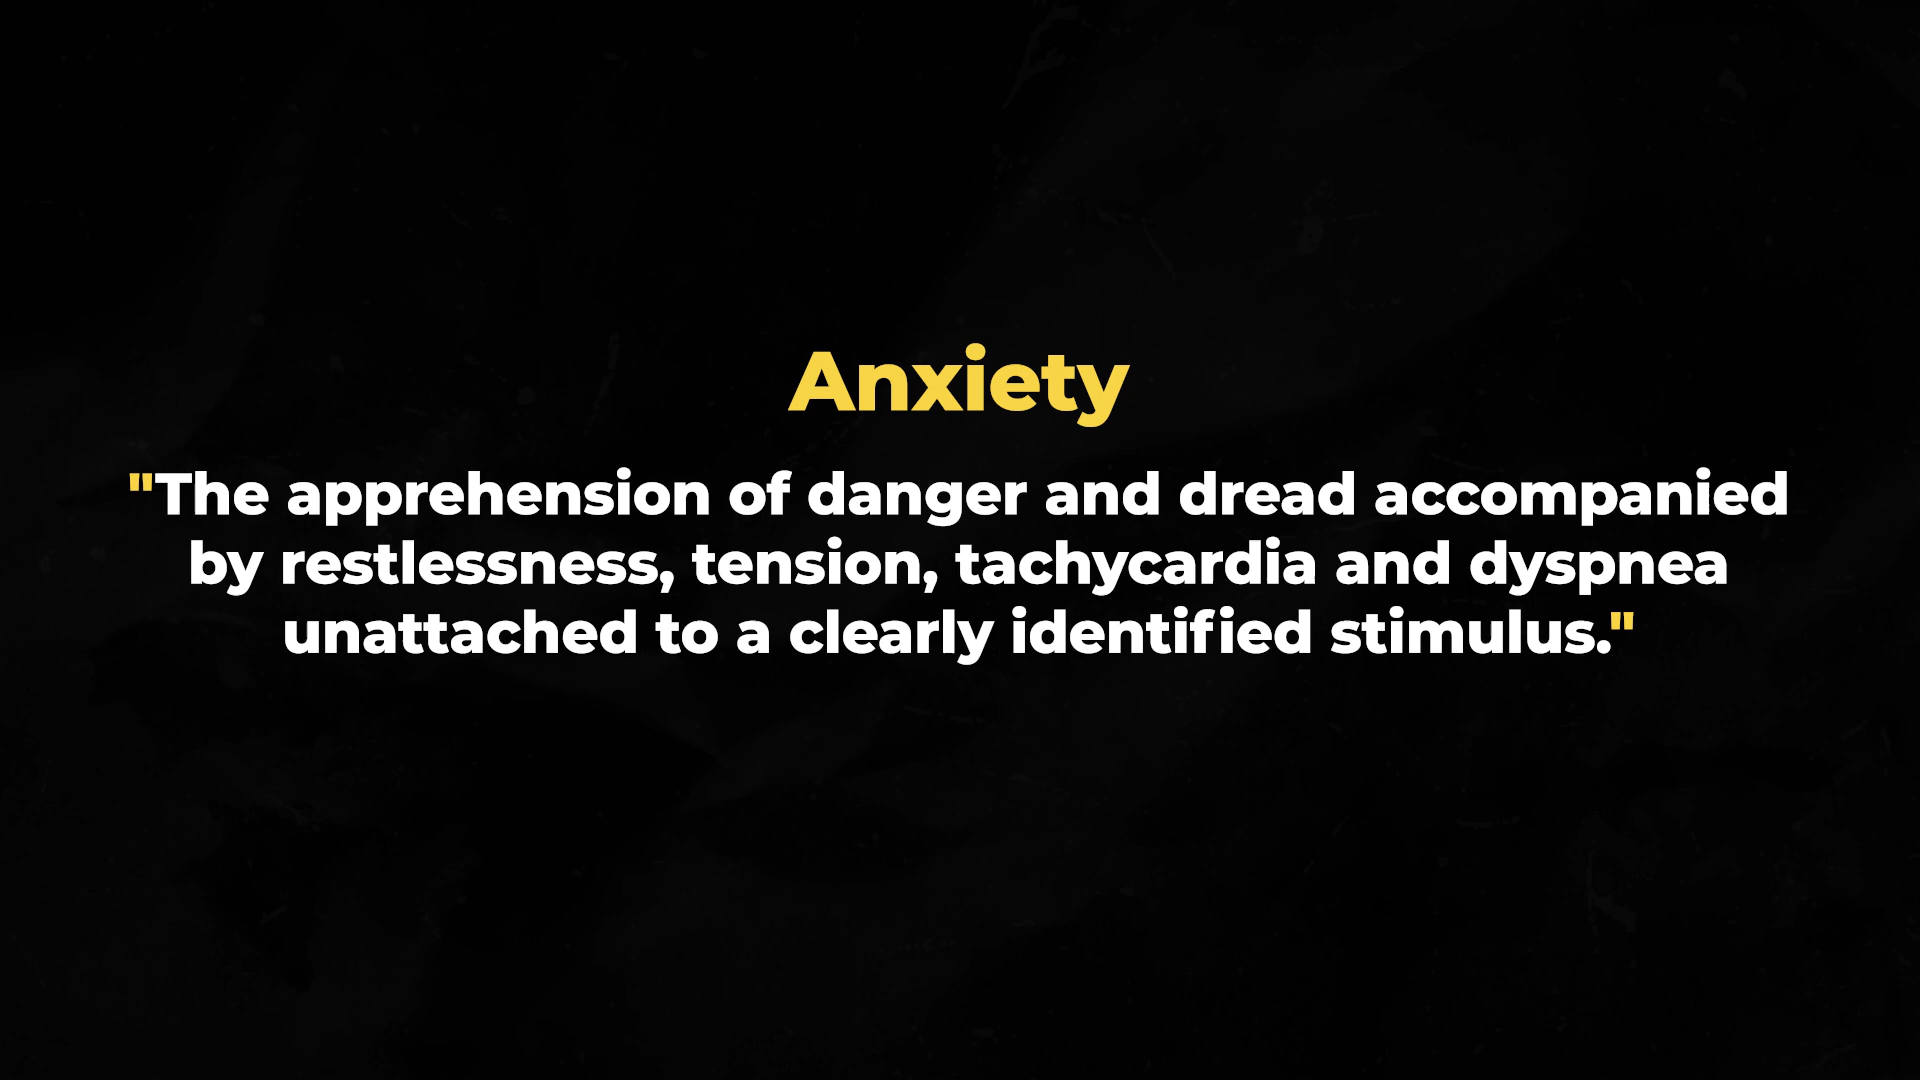 Anxiety
"The apprehension of danger and dread accompanied
by restlessness, tension, tachycardia and dyspnea
unattached to a clearly identified stimulus."